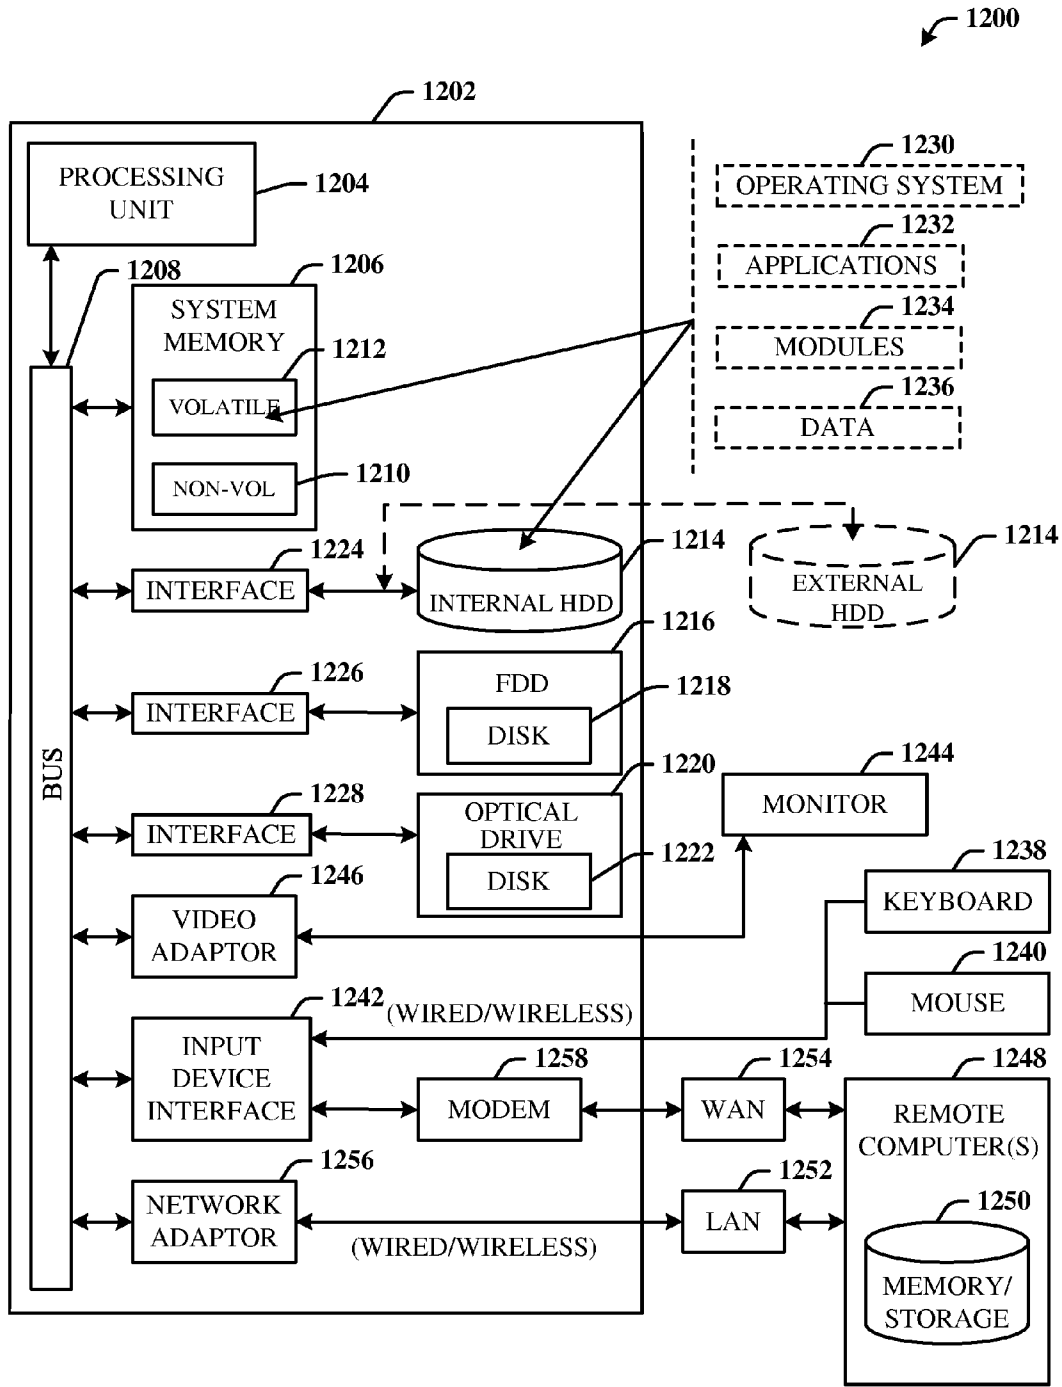 1200
1202
PROCESSING
UNIT
1204
1230
OPERATING SYSTEM
1232
APPLICATIONS
1234
MODULES
1236
DATA
1208
1206
SYSTEM
MEMORY
1212
VOLATILE
1210
NON-VOL
1224
INTERFACE
1214
INTERNAL HDD
1214
EXTERNAL
HDD
1216
FDD
1226
INTERFACE
1218
DISK
BUS
1220
OPTICAL
DRIVE
1228
INTERFACE
1222
DISK
1244
MONITOR
1246
VIDEO
ADAPTOR
1238
KEYBOARD
1240
MOUSE
1242
(WIRED/WIRELESS)
INPUT
DEVICE
INTERFACE
1258
MODEM
1254
WAN
1248
REMOTE
COMPUTER(S)
1256
NETWORK
ADAPTOR
(WIRED/WIRELESS)
1252
LAN
1250
MEMORY/
STORAGE